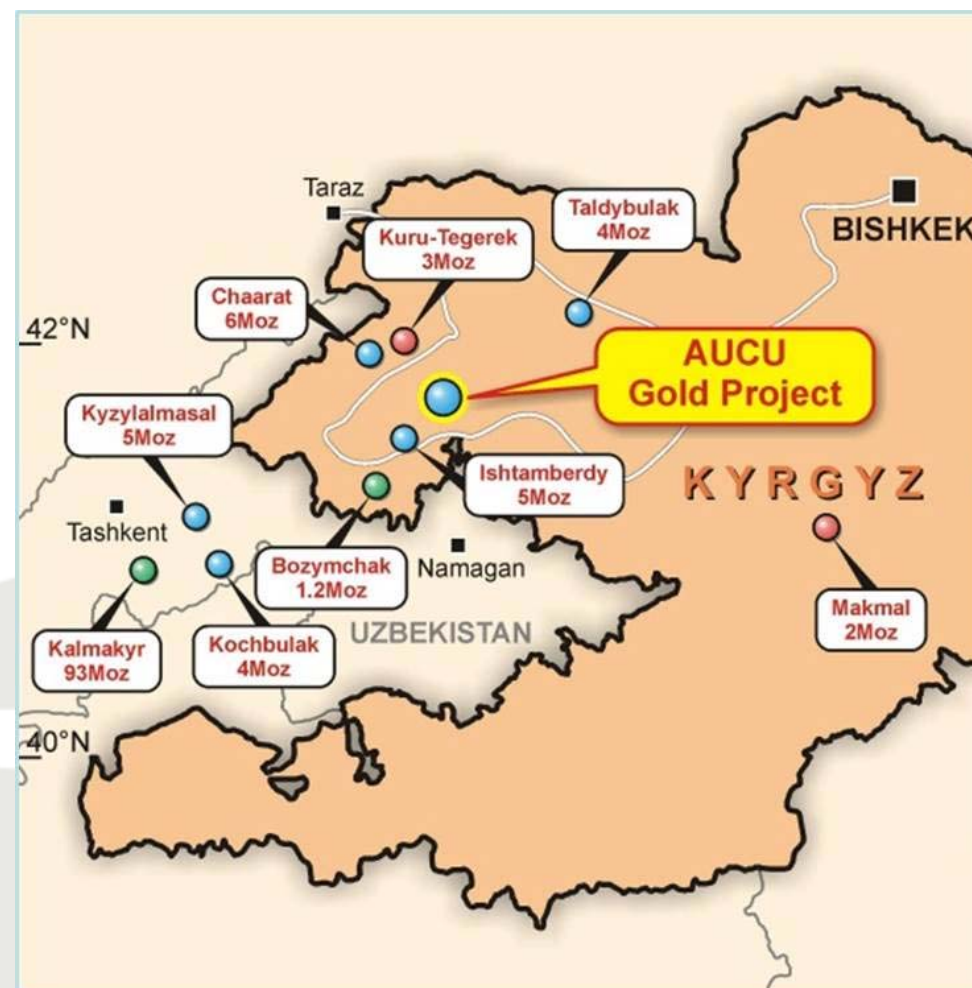 Taraz
Taldybulak
4Moz
BISHKEK
Kuru-Tegerek
3Moz
Chaarat
6Moz
42°N
AUCU
Gold Project
Kyzylalmasal
5Moz
Ishtamberdy
5Moz
KYRGYZ
Tashkent
Bozymchak
1.2Moz
Namagan
Makmal
2Moz
UZBEKISTAN
Kalmakyr
93Moz
Kochbulak
4Moz
40°N